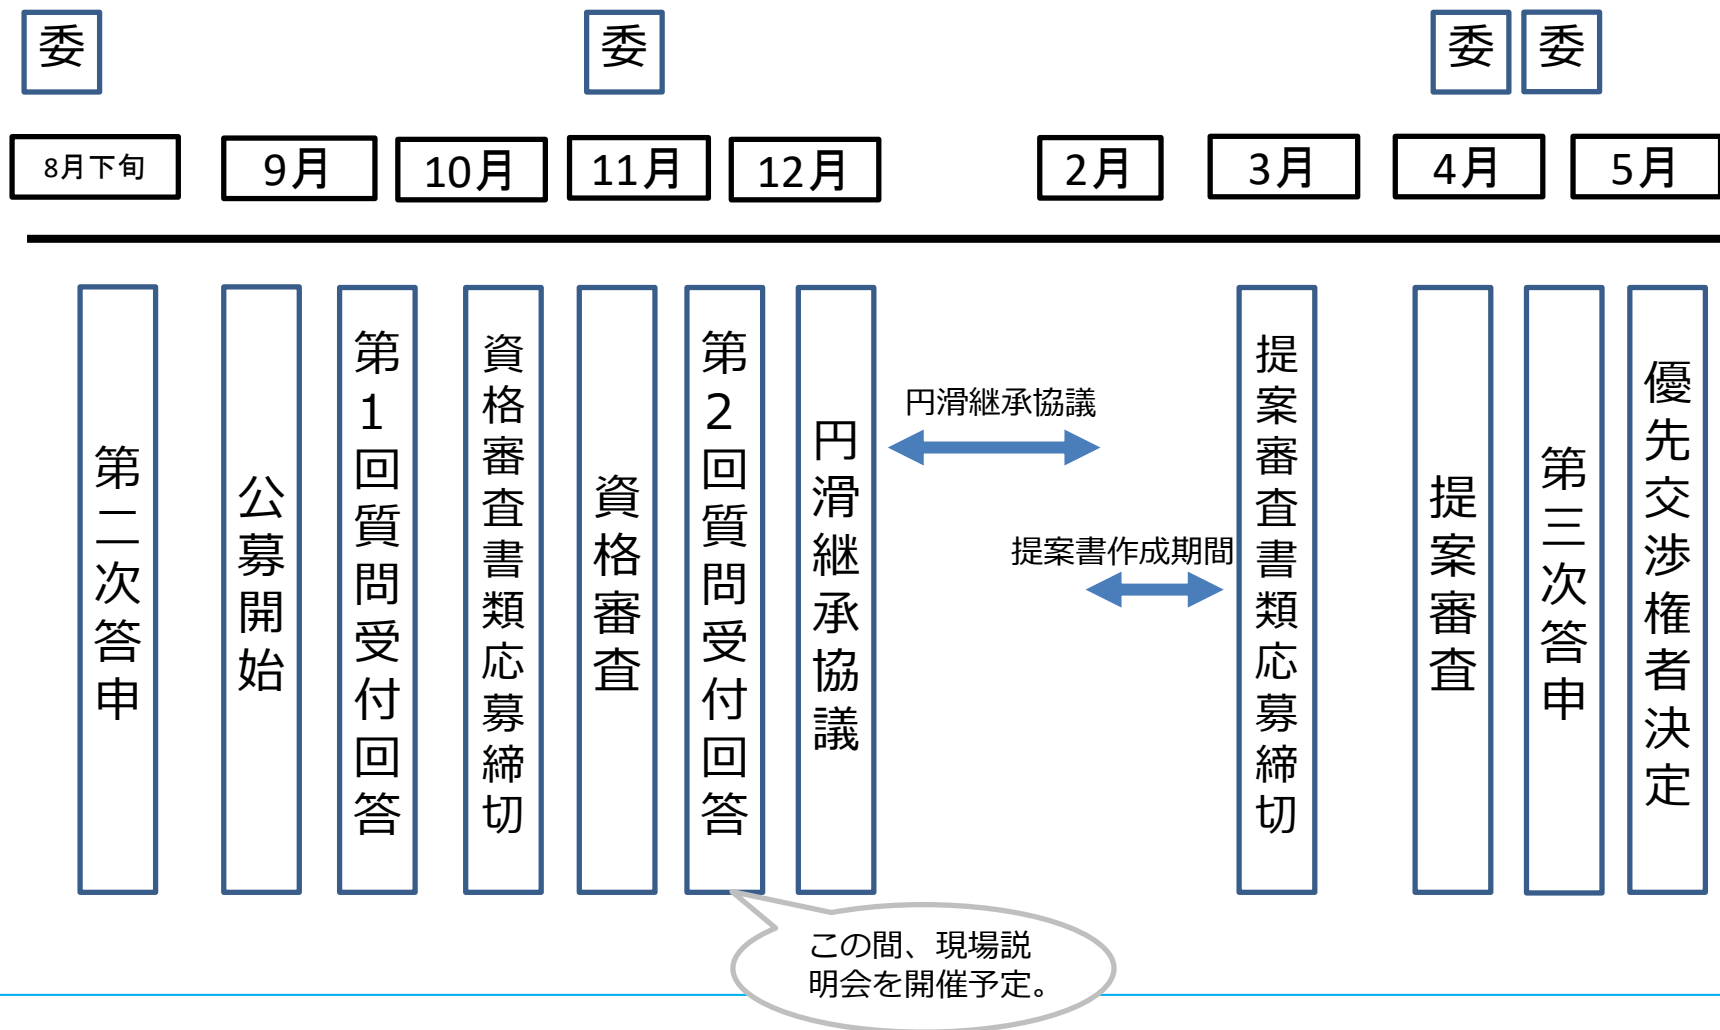 委
委
委
委
8月下旬
9月
10月
11月
12月
2月
3月
4月
5月
第二次答申
公募開始
第1回質問受付回答
資格審査書類応募締切
資格審査
第2回質問受付回答
円滑継承協議
円滑継承協議
提案書作成期間
提案審査書類応募締切
提案審査
第三次答申
優先交渉権者決定
この間、現場説
明会を開催予定。